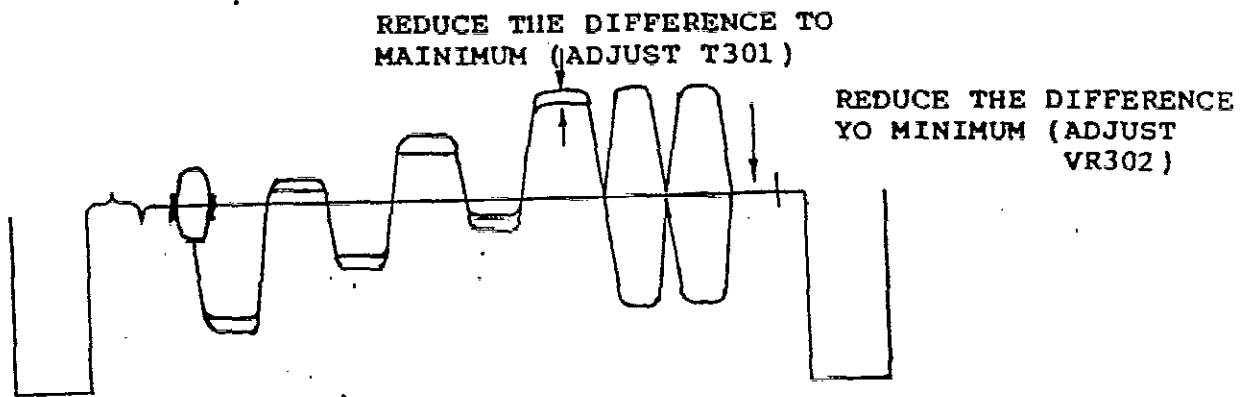 REDUCE THE DIFFERENCE TO
MAINIMUM (ADJUST T301)
REDUCE THE DIFFERENCE
YO MINIMUM (ADJUST
VR302)